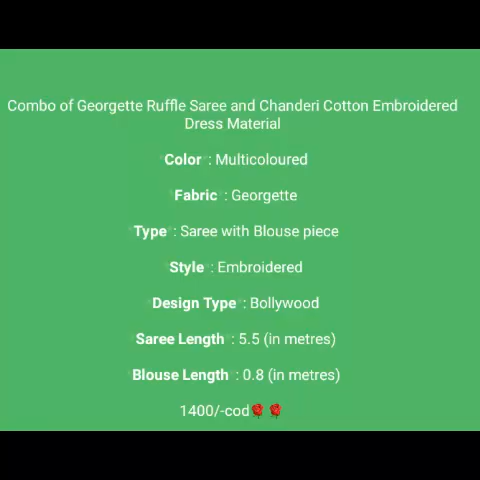 Combo of Georgette Ruffle Saree and Chanderi Cotton Embroidered
Dress Material
*Color*: Multicoloured
*Fabric*: Georgette
*Type*: Saree with Blouse piece
*Style*: Embroidered
*Design Type*: Bollywood
*Saree Length*: 5.5 (in metres)
*Blouse Length*: 0.8 (in metres)
1400/-cod🌹🌹